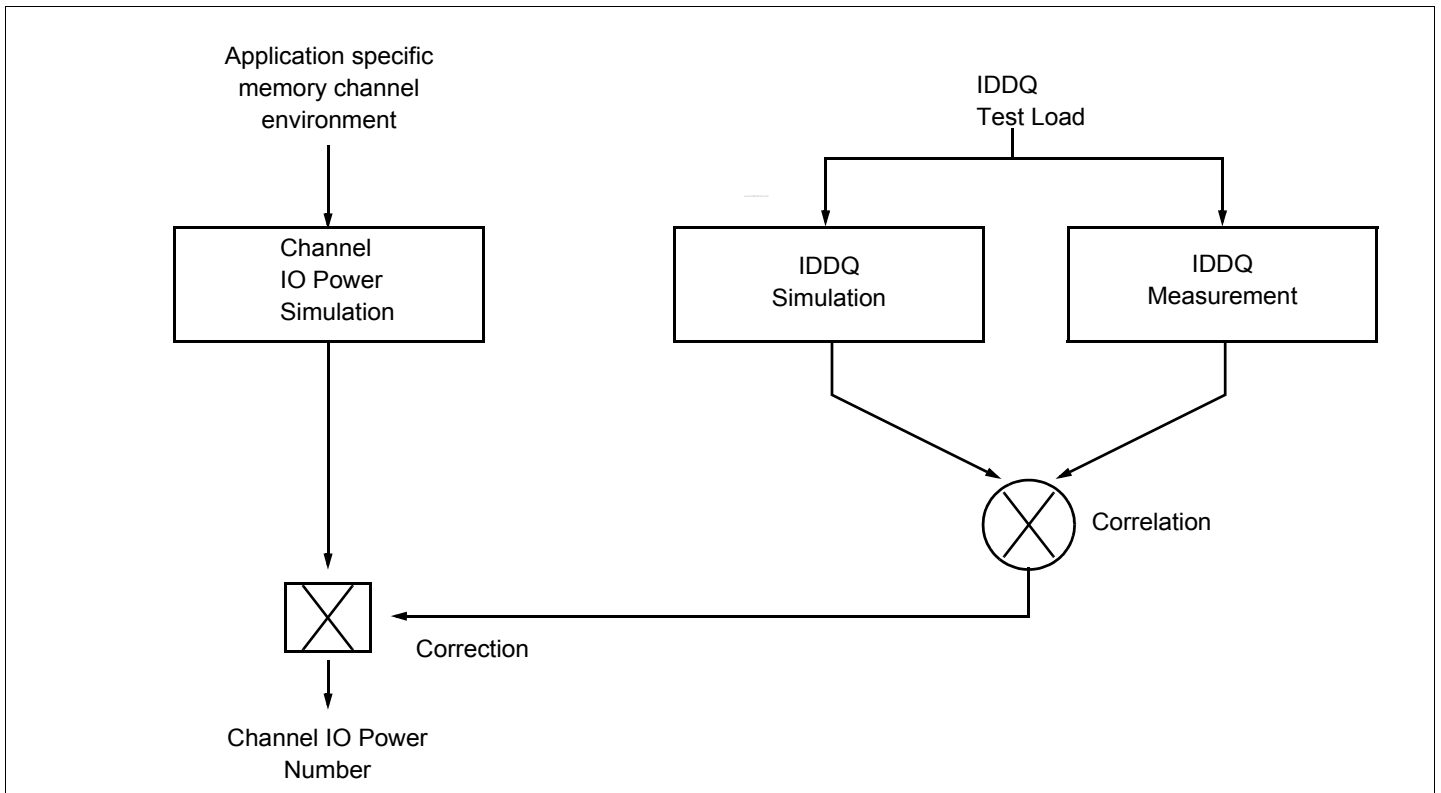 Application specific
memory channel
environment
IDDQ
Test Load
Channel
IO Power
Simulation
IDDQ
Simulation
IDDQ
Measurement
Correlation
Correction
Channel IO Power
Number